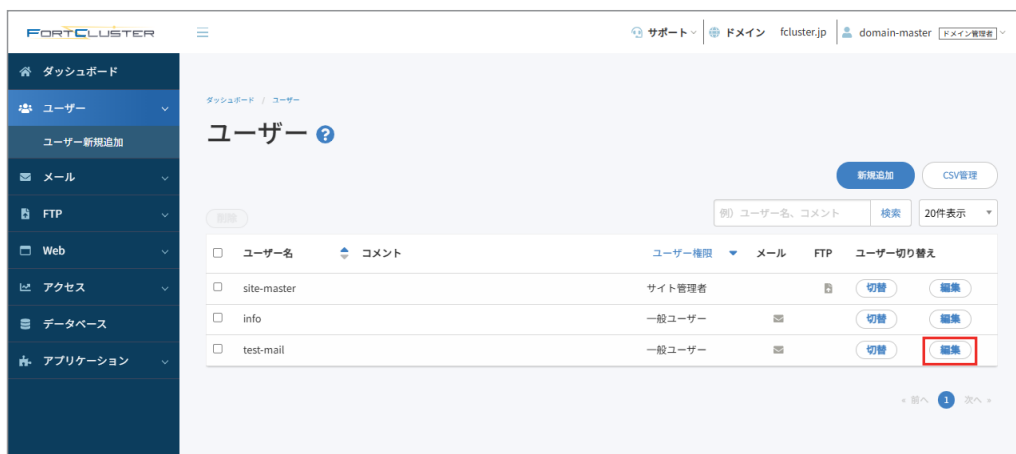 FORTCLUSTER
サポート
ドメイン fcluster.jp
domain-master ドメイン管理者
ダッシュボード
ユーザー
ユーザー新規追加
メール
FTP
Web
アクセス
データベース
アプリケーション
ダッシュボード / ユーザー
ユーザー ?
新規追加 CSV管理
削除 例）ユーザー名、コメント 検索 20件表示
ユーザー名 コメント ユーザー権限 メール FTP ユーザー切り替え
site-master サイト管理者 切替 編集
info 一般ユーザー 切替 編集
test-mail 一般ユーザー 切替 編集
« 前へ 1 次へ »